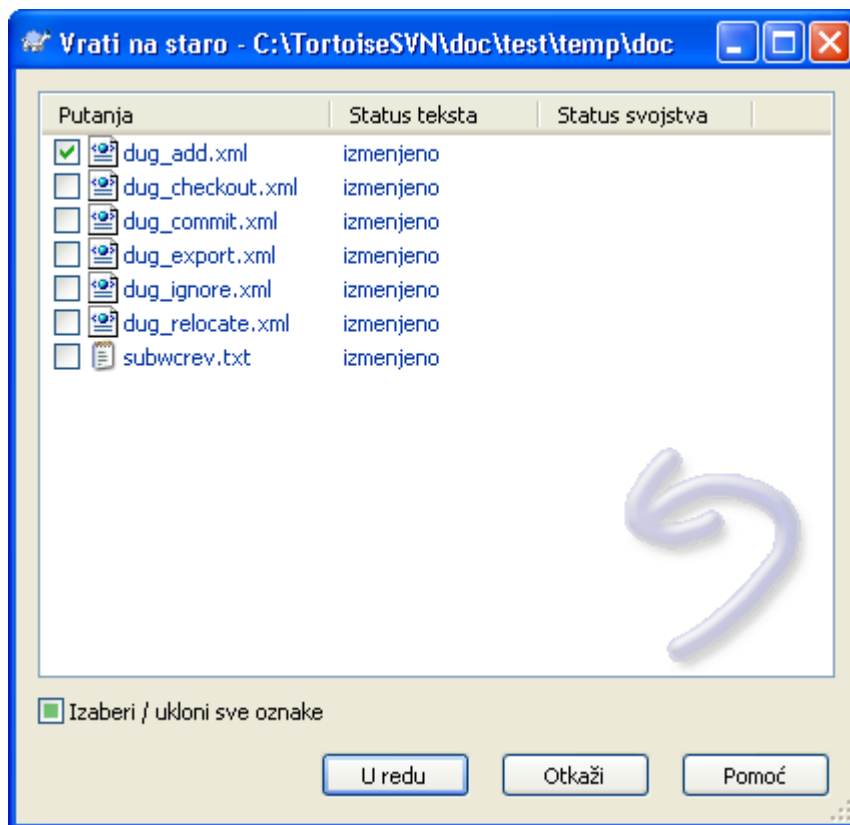 Vrati na staro - C:\TortoiseSVN\doc\test\temp\doc
Putanja Status teksta Status svojstva
dug_add.xml izmenjeno
dug_checkout.xml izmenjeno
dug_commit.xml izmenjeno
dug_export.xml izmenjeno
dug_ignore.xml izmenjeno
dug_relocate.xml izmenjeno
subwcrev.txt izmenjeno
Izaberi / ukloni sve oznake
U redu Otkaži Pomoć